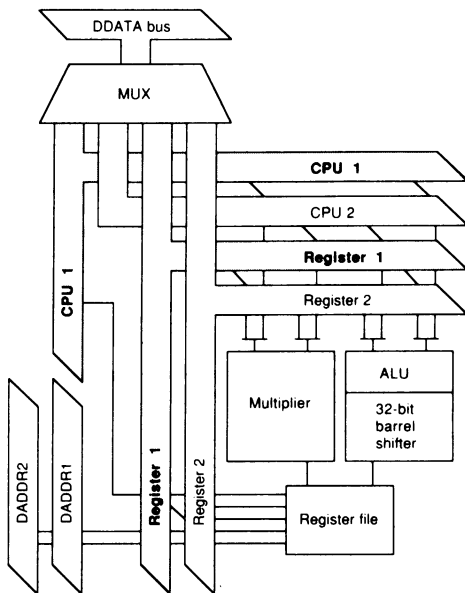 DDATA bus
MUX
CPU 1
CPU 2
Register 1
Register 2
CPU 1
Multiplier
ALU
32-bit
barrel
shifter
DADDR2
DADDR1
Register 1
Register 2
Register file